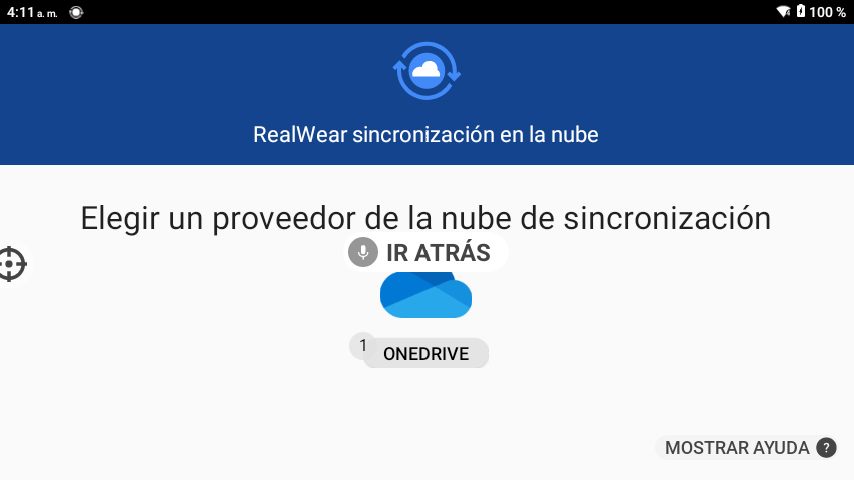 4:11 a. m.
100 %
RealWear sincronización en la nube
Elegir un proveedor de la nube de sincronización
IR ATRÁS
1
ONEDRIVE
MOSTRAR AYUDA ?